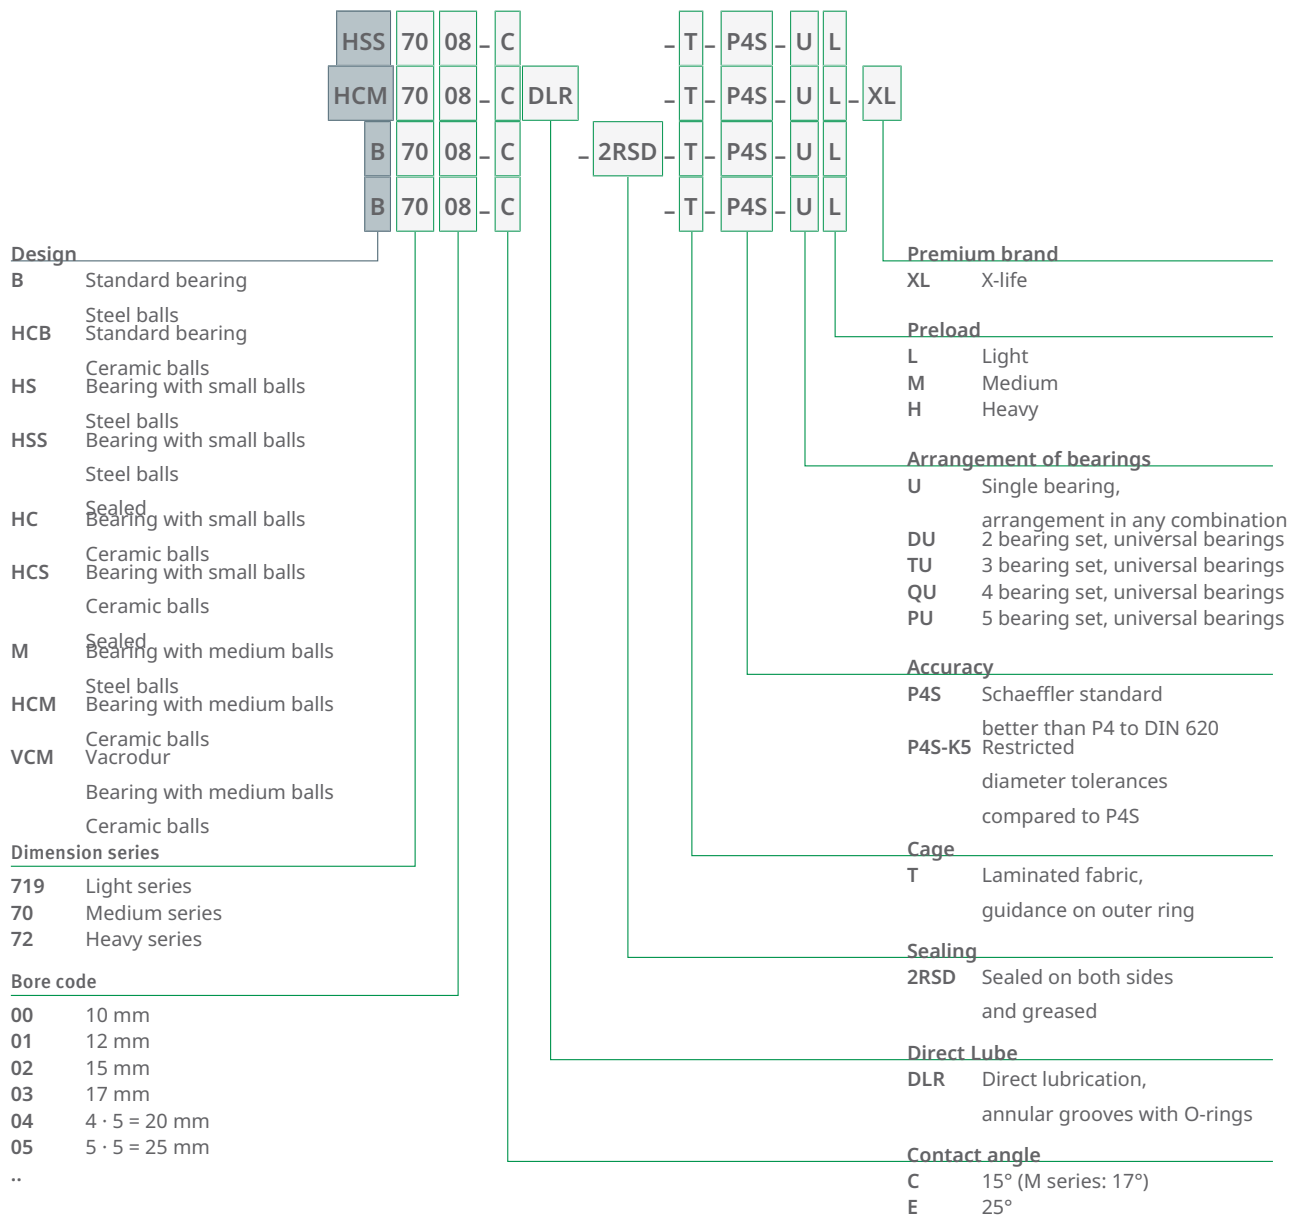 HSS 70 08 – C – T – P4S – U L
HCM 70 08 – C DLR – T – P4S – U L – XL
B 70 08 – C – 2RSD – T – P4S – U L
B 70 08 – C – T – P4S – U L
Design
B Standard bearing
Steel balls
HCB Standard bearing
Ceramic balls
HS Bearing with small balls
Steel balls
HSS Bearing with small balls
Steel balls
Sealed
HC Bearing with small balls
Ceramic balls
HCS Bearing with small balls
Ceramic balls
Sealed
M Bearing with medium balls
Steel balls
HCM Bearing with medium balls
Ceramic balls
VCM Vacrodur
Bearing with medium balls
Ceramic balls
Dimension series
719 Light series
70 Medium series
72 Heavy series
Bore code
00 10 mm
01 12 mm
02 15 mm
03 17 mm
04 4 · 5 = 20 mm
05 5 · 5 = 25 mm
..
Premium brand
XL X-life
Preload
L Light
M Medium
H Heavy
Arrangement of bearings
U Single bearing,
arrangement in any combination
DU 2 bearing set, universal bearings
TU 3 bearing set, universal bearings
QU 4 bearing set, universal bearings
PU 5 bearing set, universal bearings
Accuracy
P4S Schaeffler standard
better than P4 to DIN 620
P4S-K5 Restricted
diameter tolerances
compared to P4S
Cage
T Laminated fabric,
guidance on outer ring
Sealing
2RSD Sealed on both sides
and greased
Direct Lube
DLR Direct lubrication,
annular grooves with O-rings
Contact angle
C 15° (M series: 17°)
E 25°